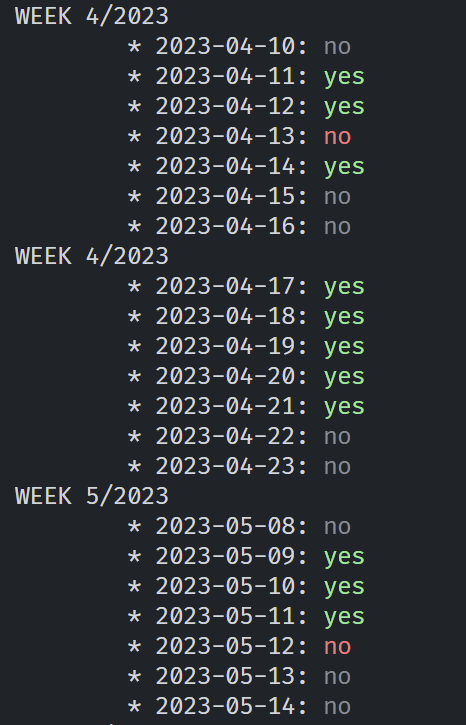 WEEK 4/2023
* 2023-04-10: no
* 2023-04-11: yes
* 2023-04-12: yes
* 2023-04-13: no
* 2023-04-14: yes
* 2023-04-15: no
* 2023-04-16: no
WEEK 4/2023
* 2023-04-17: yes
* 2023-04-18: yes
* 2023-04-19: yes
* 2023-04-20: yes
* 2023-04-21: yes
* 2023-04-22: no
* 2023-04-23: no
WEEK 5/2023
* 2023-05-08: no
* 2023-05-09: yes
* 2023-05-10: yes
* 2023-05-11: yes
* 2023-05-12: no
* 2023-05-13: no
* 2023-05-14: no